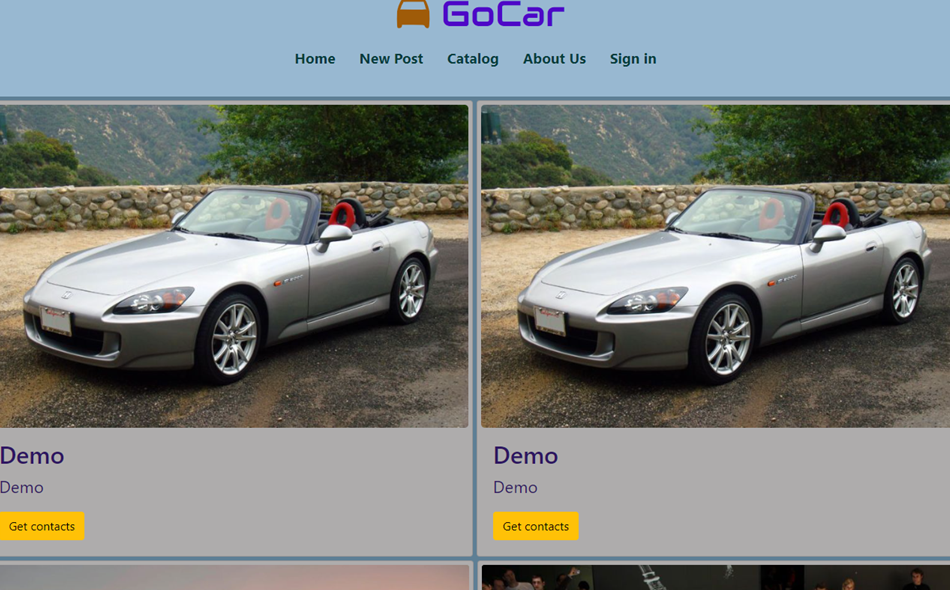 GoCar
Home New Post Catalog About Us Sign in
Demo
Demo
Get contacts
Demo
Demo
Get contacts